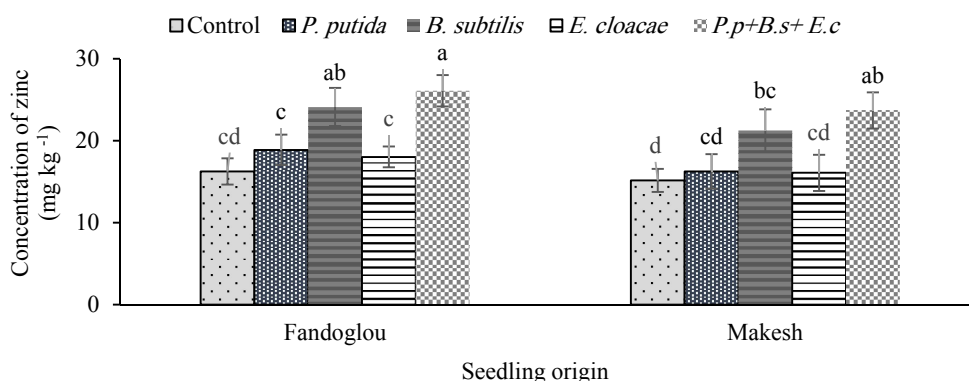 Control P. putida B. subtilis E. cloacae P.p+B.s+ E.c
Concentration of zinc
(mg kg -1)
30
20
10
0
cd
c
ab
c
a
d
cd
bc
cd
ab
Fandoglou
Makesh
Seedling origin